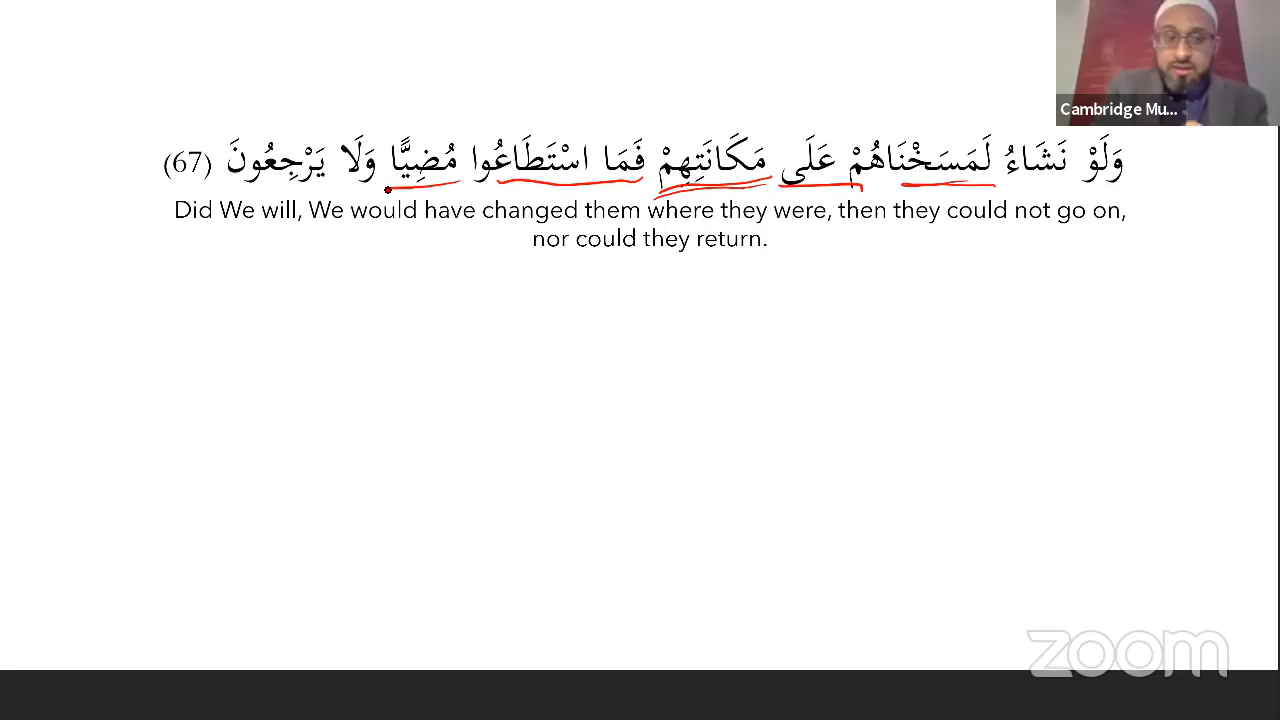 Cambridge Mu...
وَلَوْ نَشَاءُ لَمَسَخْنَاهُمْ عَلَى مَكَانَتِهِمْ فَمَا اسْتَطَاعُوا مُضِيًّا وَلَا يَرْجِعُونَ (67)
Did We will, We would have changed them where they were, then they could not go on,
nor could they return.
zoom